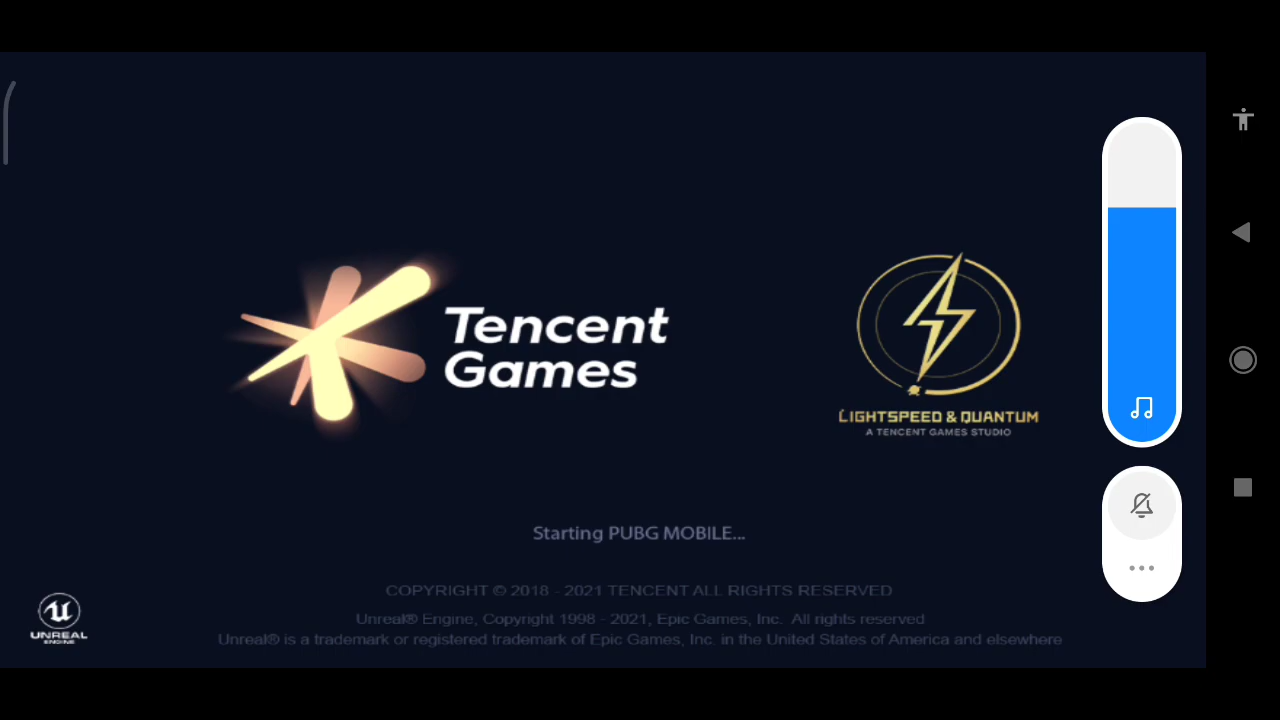 Tencent
Games
LIGHTSPEED & QUANTUM
A TENCENT GAMES STUDIO
Starting PUBG MOBILE...
COPYRIGHT © 2018 - 2021 TENCENT ALL RIGHTS RESERVED
Unreal® Engine, Copyright 1998 - 2021, Epic Games, Inc. All rights reserved
Unreal® is a trademark or registered trademark of Epic Games, Inc. in the United States of America and elsewhere
UNREAL
ENGINE